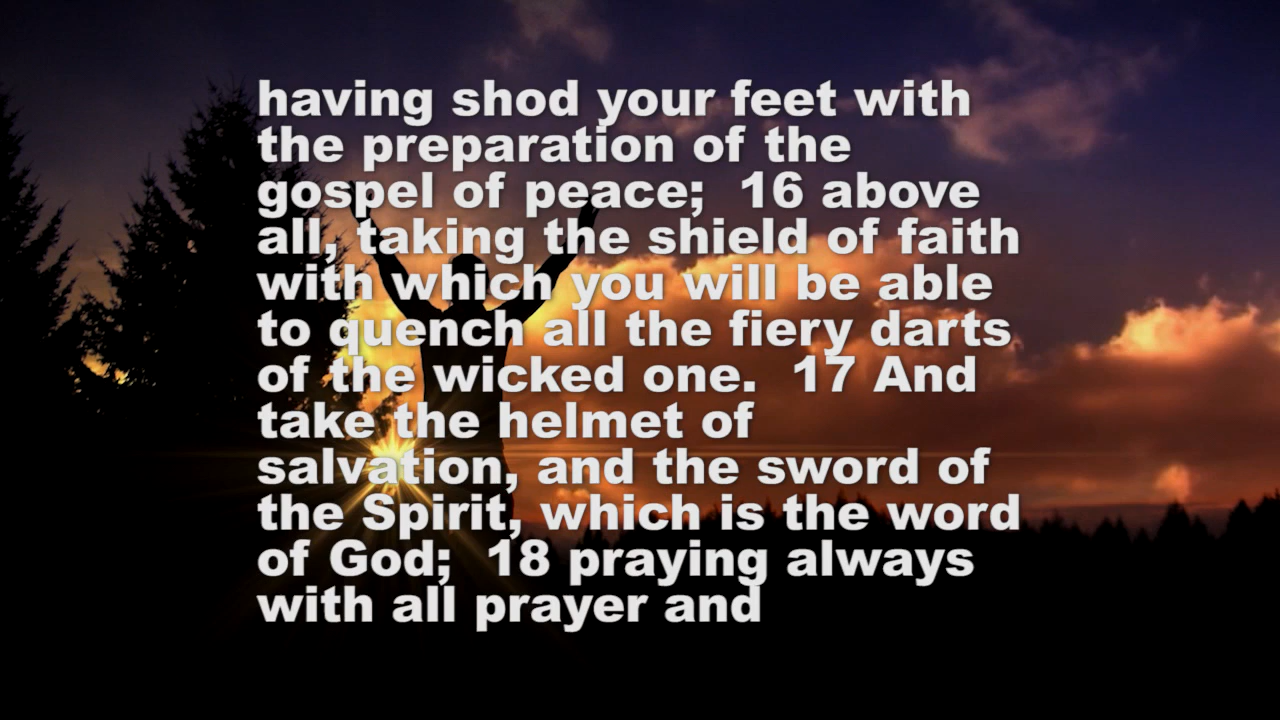 having shod your feet with
the preparation of the
gospel of peace;  16 above
all, taking the shield of faith
with which you will be able
to quench all the fiery darts
of the wicked one.  17 And
take the helmet of
salvation, and the sword of
the Spirit, which is the word
of God;  18 praying always
with all prayer and